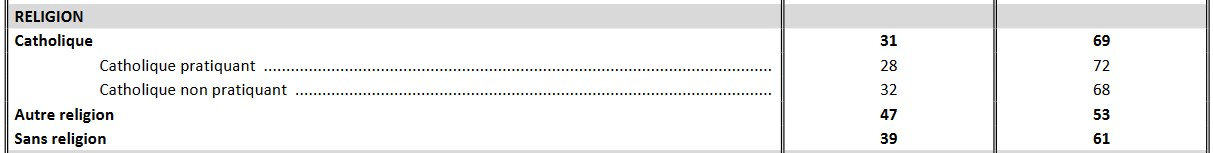 RELIGION
Catholique 31 69
Catholique pratiquant ................................................................................................................. 28 72
Catholique non pratiquant .......................................................................................................... 32 68
Autre religion 47 53
Sans religion 39 61